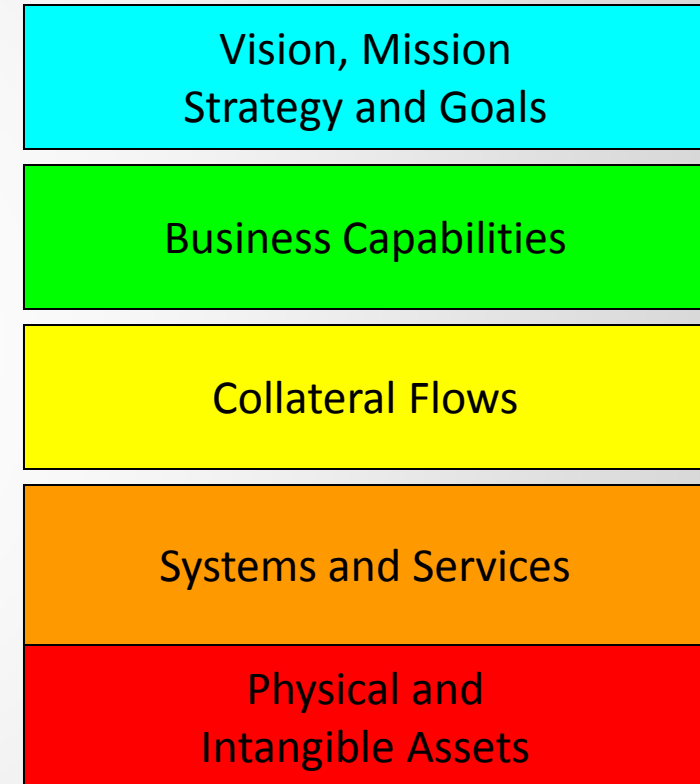 Vision, Mission
Strategy and Goals
Business Capabilities
Collateral Flows
Systems and Services
Physical and
Intangible Assets